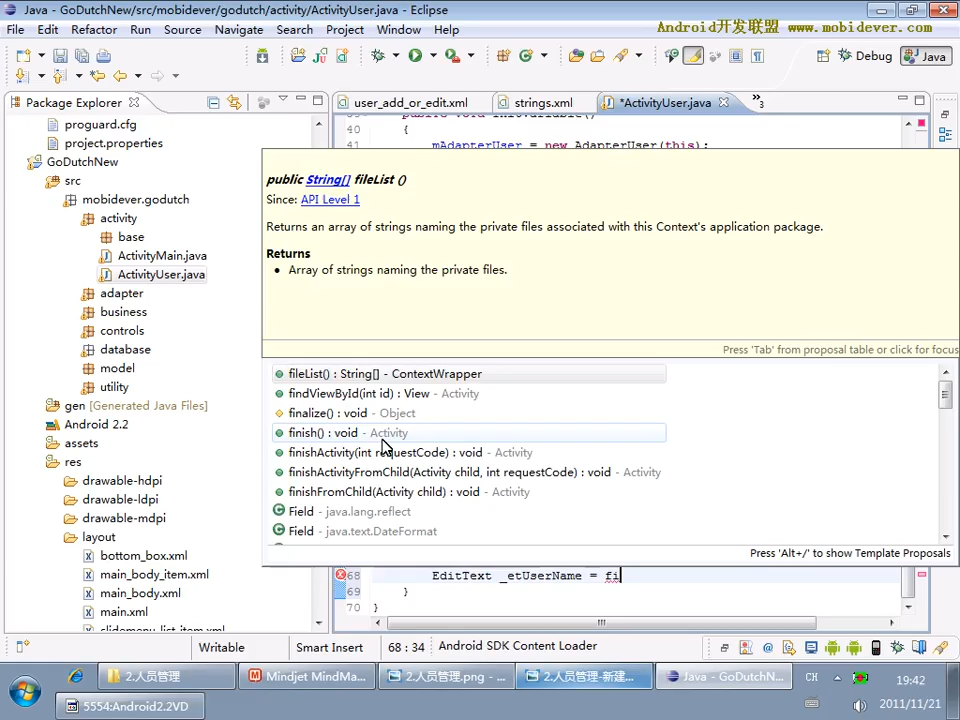 Java - GoDutchNew/src/mobidever/godutch/activity/ActivityUser.java - Eclipse
File Edit Refactor Run Source Navigate Search Project Window Help
Android开发联盟 www.mobidever.com
Debug Java
Package Explorer
user_add_or_edit.xml strings.xml *ActivityUser.java 3
proguard.cfg
project.properties
GoDutchNew
src
mobidever.godutch
activity
base
ActivityMain.java
ActivityUser.java
adapter
business
controls
database
model
utility
gen [Generated Java Files]
Android 2.2
assets
res
drawable-hdpi
drawable-ldpi
drawable-mdpi
layout
bottom_box.xml
main_body_item.xml
main_body.xml
main.xml
slidemenu_list_item.xml
40 {
41 mAdapterUser = new AdapterUser(this);
public String[] fileList ()
Since: API Level 1
Returns an array of strings naming the private files associated with this Context's application package.
Returns
• Array of strings naming the private files.
Press 'Tab' from proposal table or click for focus
fileList() : String[] - ContextWrapper
findViewById(int id) : View - Activity
finalize() : void - Object
finish() : void - Activity
finishActivity(int requestCode) : void - Activity
finishActivityFromChild(Activity child, int requestCode) : void - Activity
finishFromChild(Activity child) : void - Activity
Field - java.lang.reflect
Field - java.text.DateFormat
Press 'Alt+/' to show Template Proposals
68 EditText _etUserName = fi
69 }
70 }
Writable Smart Insert 68 : 34 Android SDK Content Loader
2.人员管理 Mindjet MindMa... 2.人员管理.png - ... 2.人员管理-新建... Java - GoDutchN...
CH 19:42
5554:Android2.2VD
2011/11/21